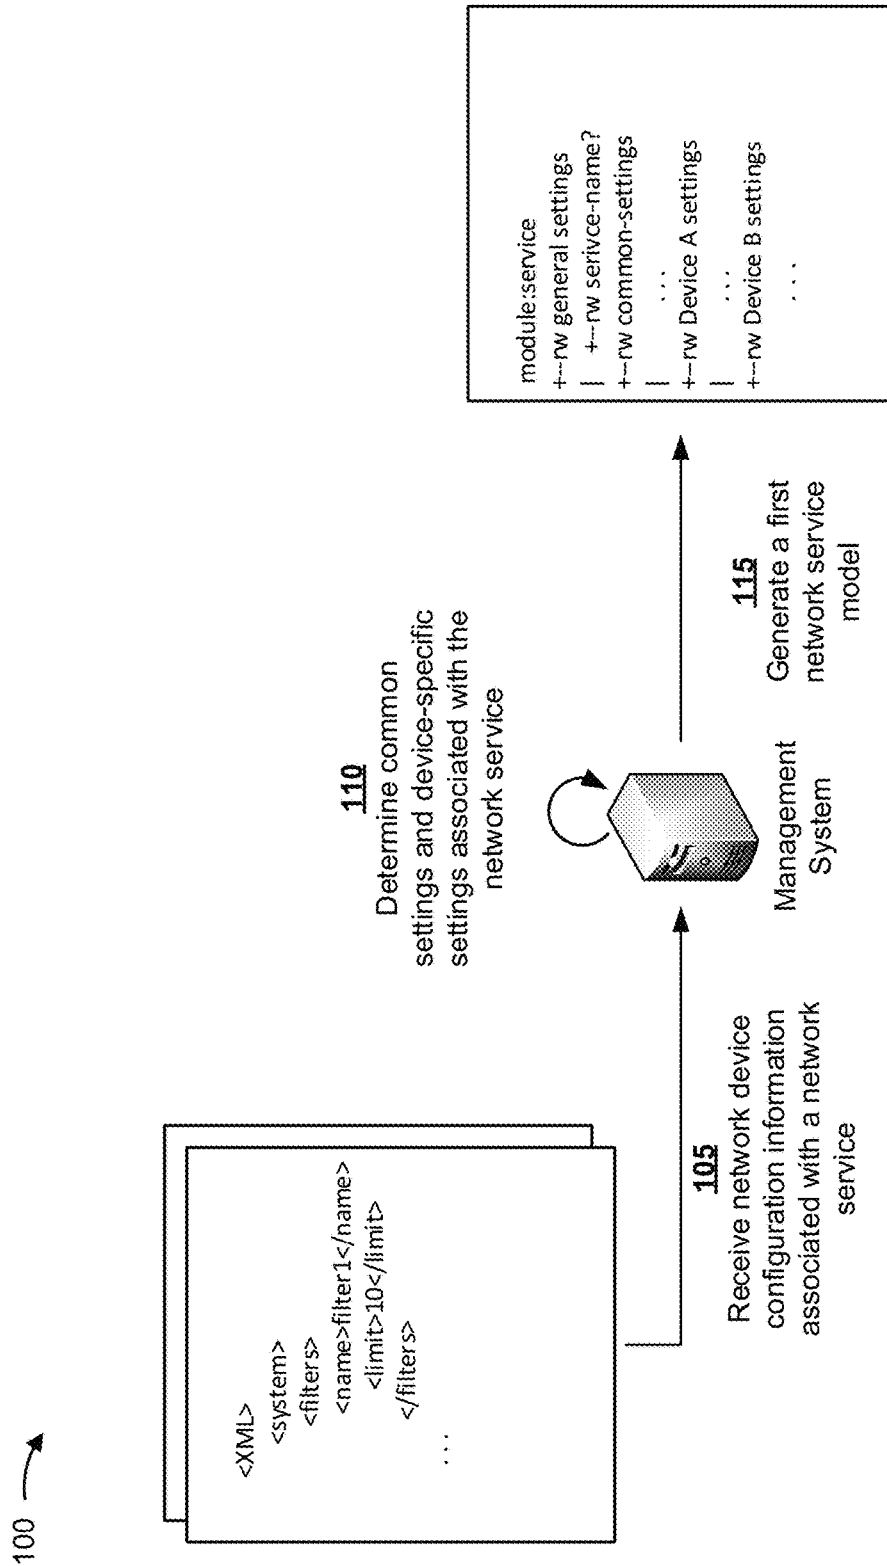 100
<XML>
<system>
<filters>
<name>filter1</name>
<limit>10</limit>
</filters>
. . .
105
Receive network device
configuration information
associated with a network
service
110
Determine common
settings and device-specific
settings associated with the
network service
Management
System
115
Generate a first
network service
model
module:service
+--rw general settings
| +--rw serivce-name?
+--rw common-settings
| . . .
+--rw Device A settings
| . . .
+--rw Device B settings
. . .